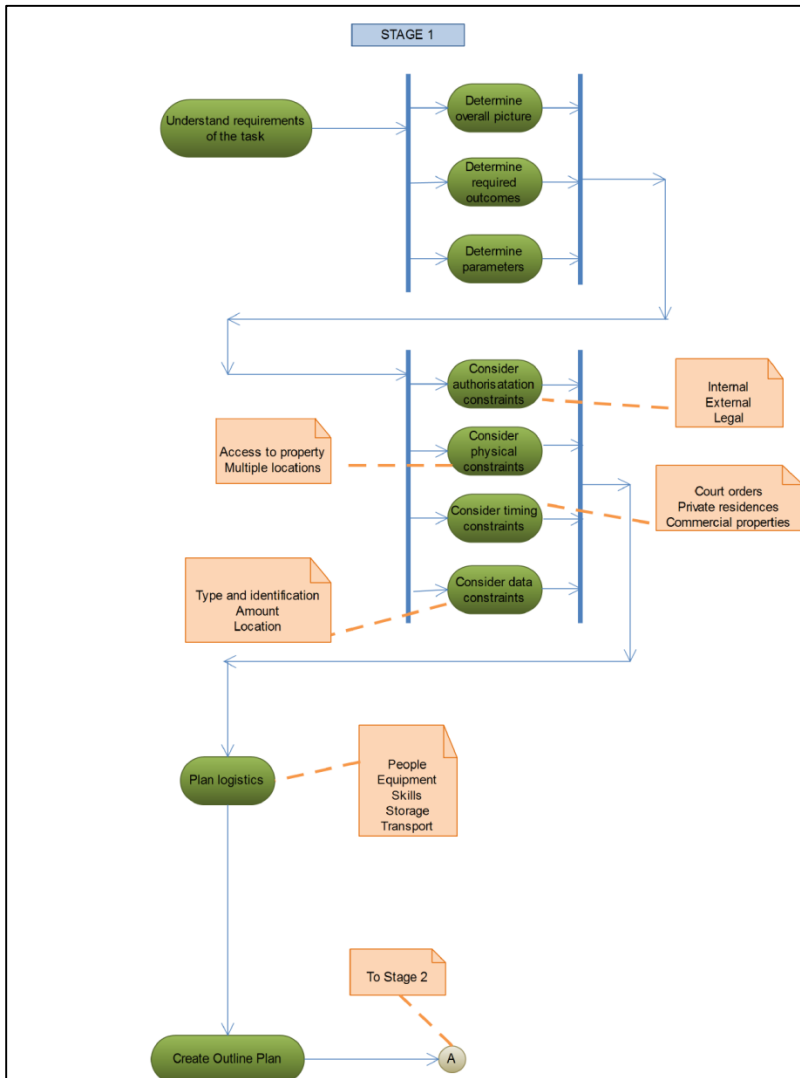 STAGE 1
Understand requirements
of the task
Determine
overall picture
Determine
required
outcomes
Determine
parameters
Consider
authorisatation
constraints
Internal
External
Legal
Access to property
Multiple locations
Consider
physical
constraints
Court orders
Private residences
Commercial properties
Consider timing
constraints
Type and identification
Amount
Location
Consider data
constraints
Plan logistics
People
Equipment
Skills
Storage
Transport
To Stage 2
Create Outline Plan
A